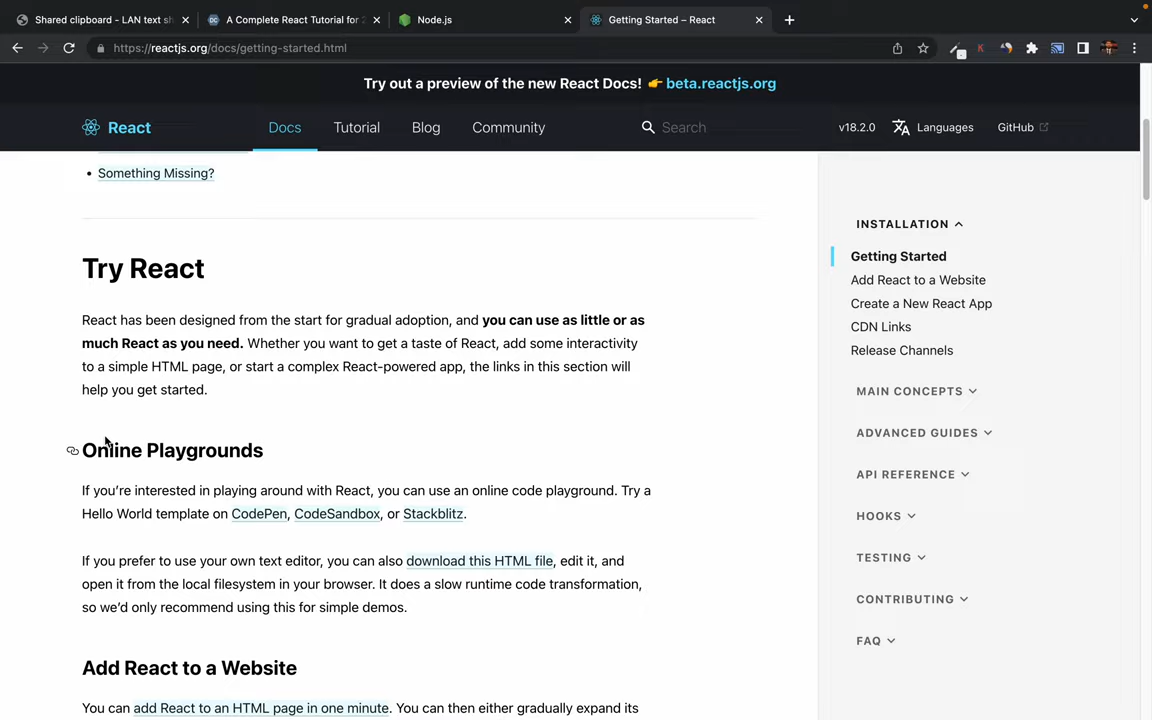 Shared clipboard - LAN text sh
A Complete React Tutorial for 2
Node.js
Getting Started – React
https://reactjs.org/docs/getting-started.html
K
Try out a preview of the new React Docs! 👉 beta.reactjs.org
React
Docs
Tutorial
Blog
Community
Search
v18.2.0
Languages
GitHub
• Something Missing?
Try React
React has been designed from the start for gradual adoption, and you can use as little or as
much React as you need. Whether you want to get a taste of React, add some interactivity
to a simple HTML page, or start a complex React-powered app, the links in this section will
help you get started.
Online Playgrounds
If you’re interested in playing around with React, you can use an online code playground. Try a
Hello World template on CodePen, CodeSandbox, or Stackblitz.
If you prefer to use your own text editor, you can also download this HTML file, edit it, and
open it from the local filesystem in your browser. It does a slow runtime code transformation,
so we’d only recommend using this for simple demos.
Add React to a Website
You can add React to an HTML page in one minute. You can then either gradually expand its
INSTALLATION
Getting Started
Add React to a Website
Create a New React App
CDN Links
Release Channels
MAIN CONCEPTS
ADVANCED GUIDES
API REFERENCE
HOOKS
TESTING
CONTRIBUTING
FAQ